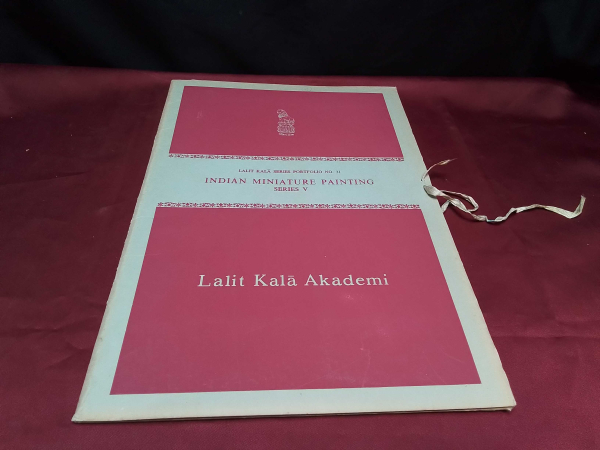 LALIT KALĀ SERIES PORTFOLIO NO. 11
INDIAN MINIATURE PAINTING
SERIES V
Lalit Kalā Akademi